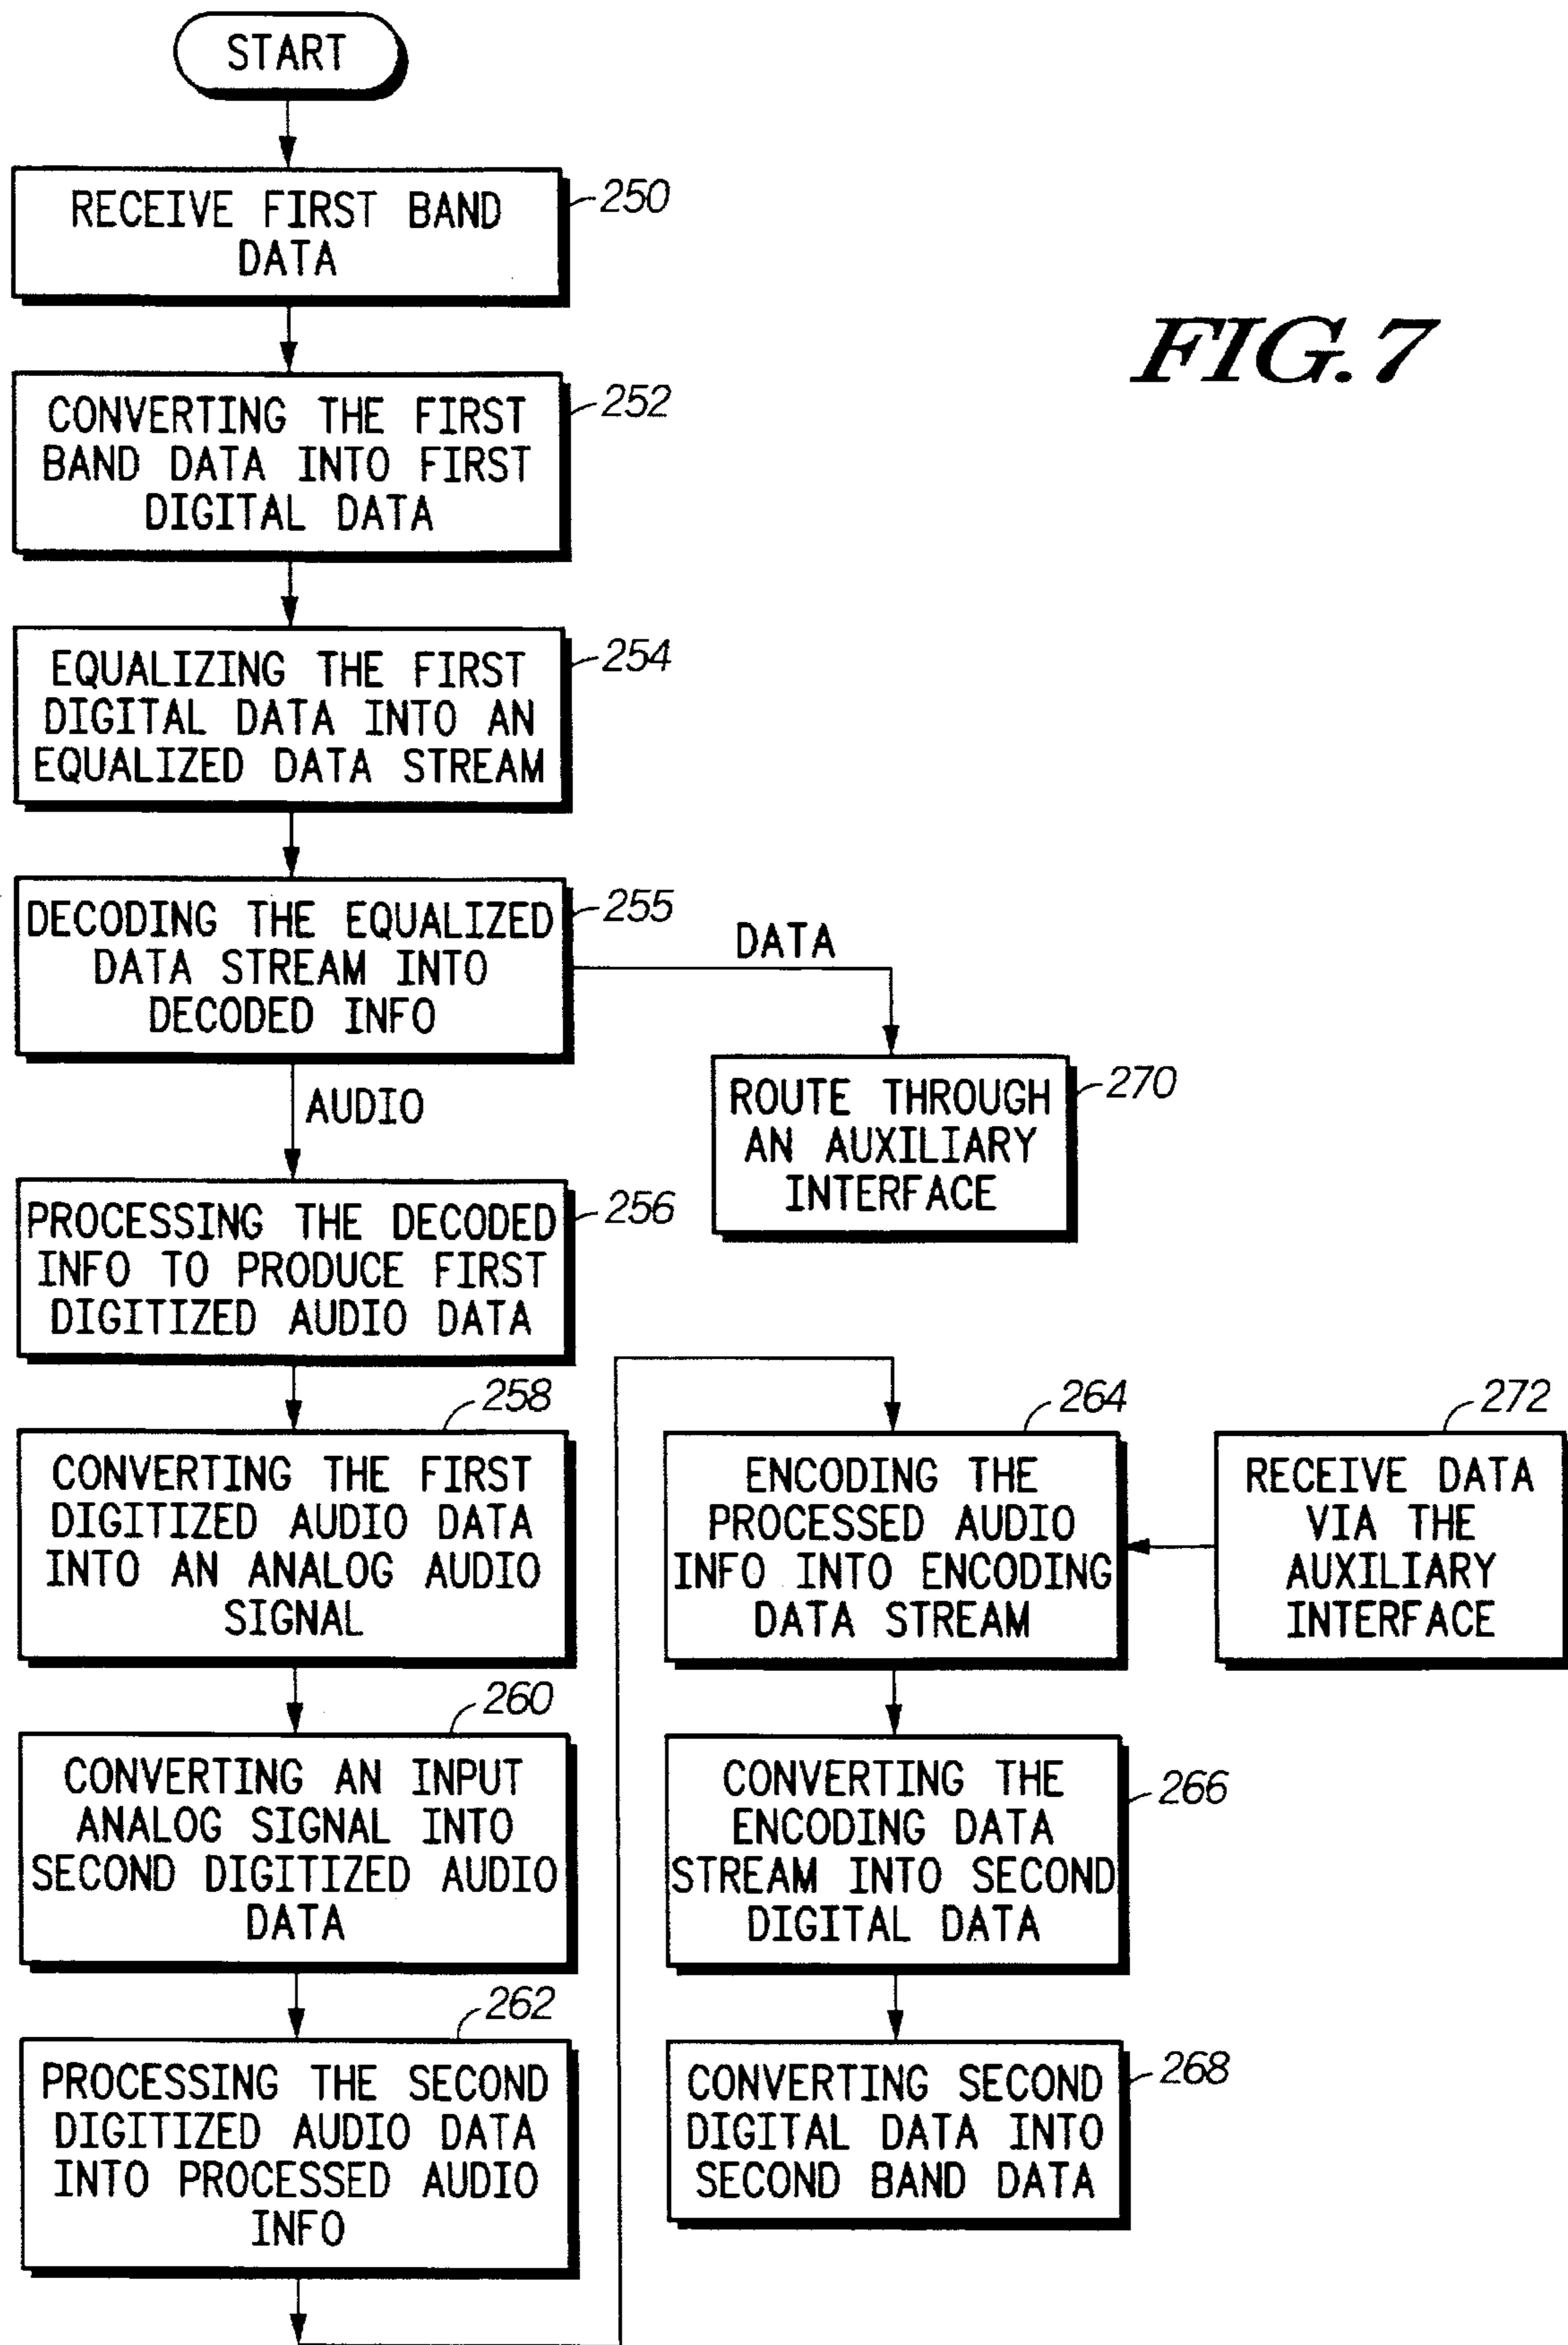 START
RECEIVE FIRST BAND
DATA
250
FIG. 7
CONVERTING THE FIRST
BAND DATA INTO FIRST
DIGITAL DATA
252
EQUALIZING THE FIRST
DIGITAL DATA INTO AN
EQUALIZED DATA STREAM
254
DECODING THE EQUALIZED
DATA STREAM INTO
DECODED INFO
255
DATA
AUDIO
ROUTE THROUGH
AN AUXILIARY
INTERFACE
270
PROCESSING THE DECODED
INFO TO PRODUCE FIRST
DIGITIZED AUDIO DATA
256
258
CONVERTING THE FIRST
DIGITIZED AUDIO DATA
INTO AN ANALOG AUDIO
SIGNAL
260
CONVERTING AN INPUT
ANALOG SIGNAL INTO
SECOND DIGITIZED AUDIO
DATA
262
PROCESSING THE SECOND
DIGITIZED AUDIO DATA
INTO PROCESSED AUDIO
INFO
264
ENCODING THE
PROCESSED AUDIO
INFO INTO ENCODING
DATA STREAM
272
RECEIVE DATA
VIA THE
AUXILIARY
INTERFACE
CONVERTING THE
ENCODING DATA
STREAM INTO SECOND
DIGITAL DATA
266
CONVERTING SECOND
DIGITAL DATA INTO
SECOND BAND DATA
268